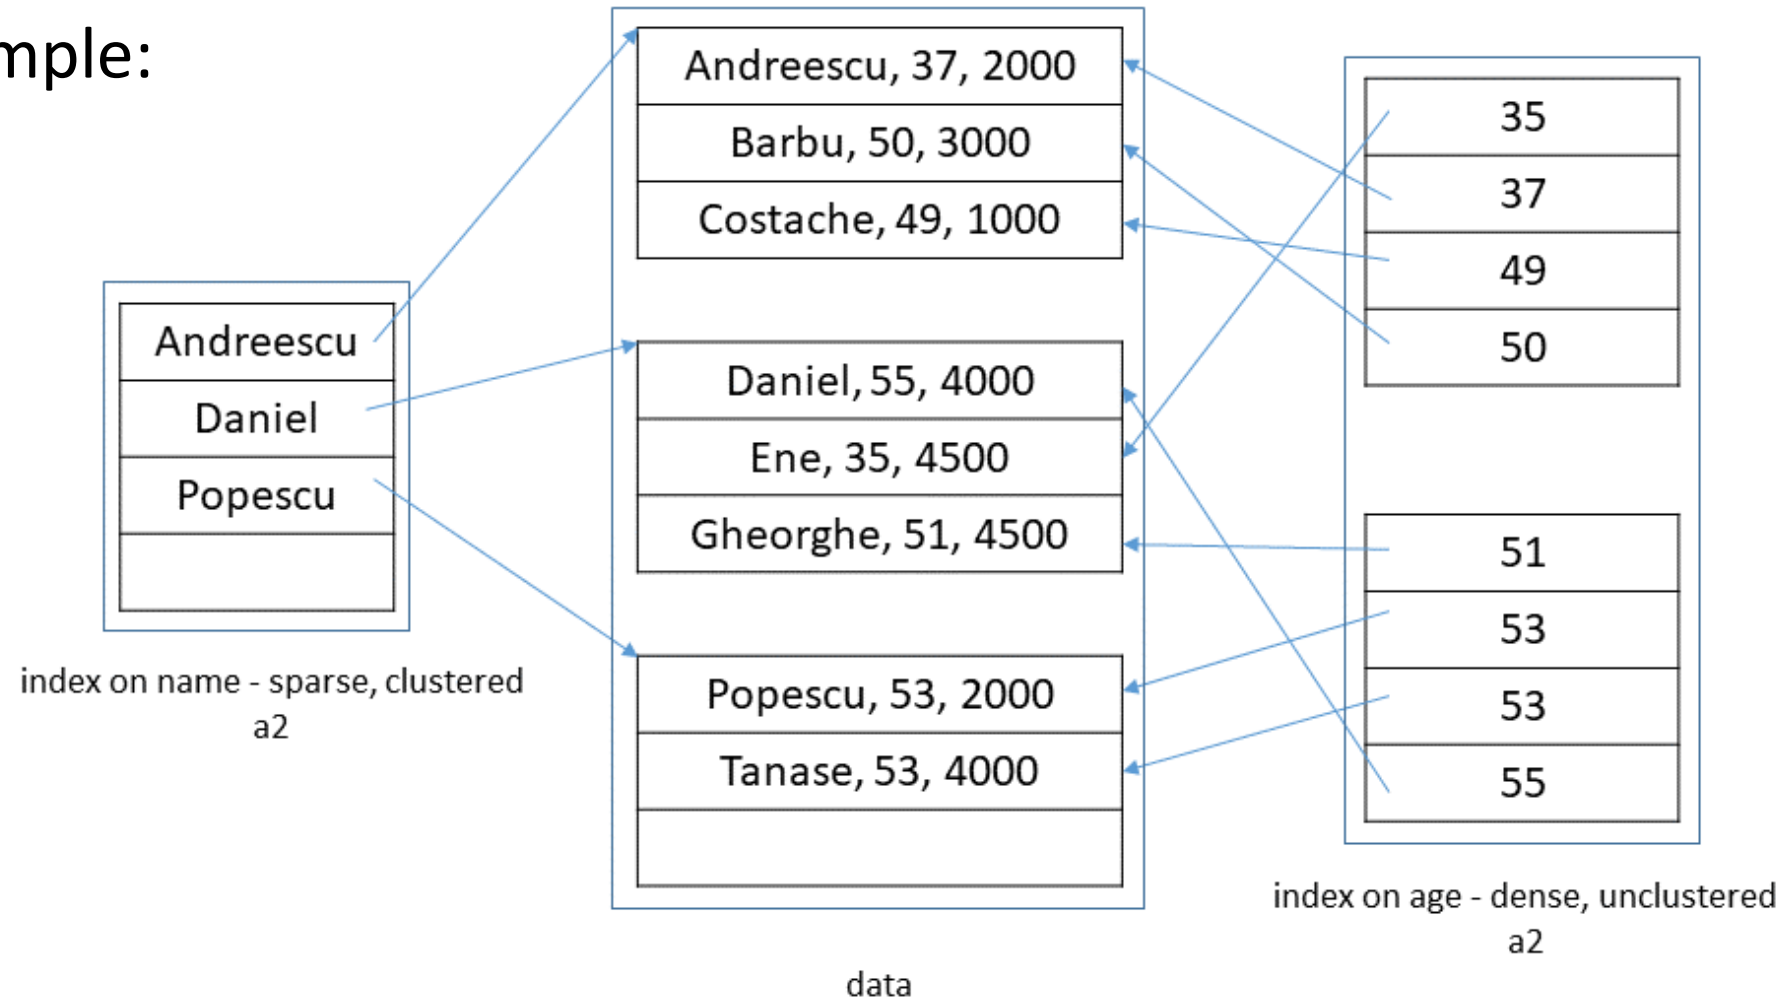 mple:
Andreescu
Daniel
Popescu
index on name - sparse, clustered
a2
Andreescu, 37, 2000
Barbu, 50, 3000
Costache, 49, 1000
Daniel, 55, 4000
Ene, 35, 4500
Gheorghe, 51, 4500
Popescu, 53, 2000
Tanase, 53, 4000
data
35
37
49
50
51
53
53
55
index on age - dense, unclustered
a2